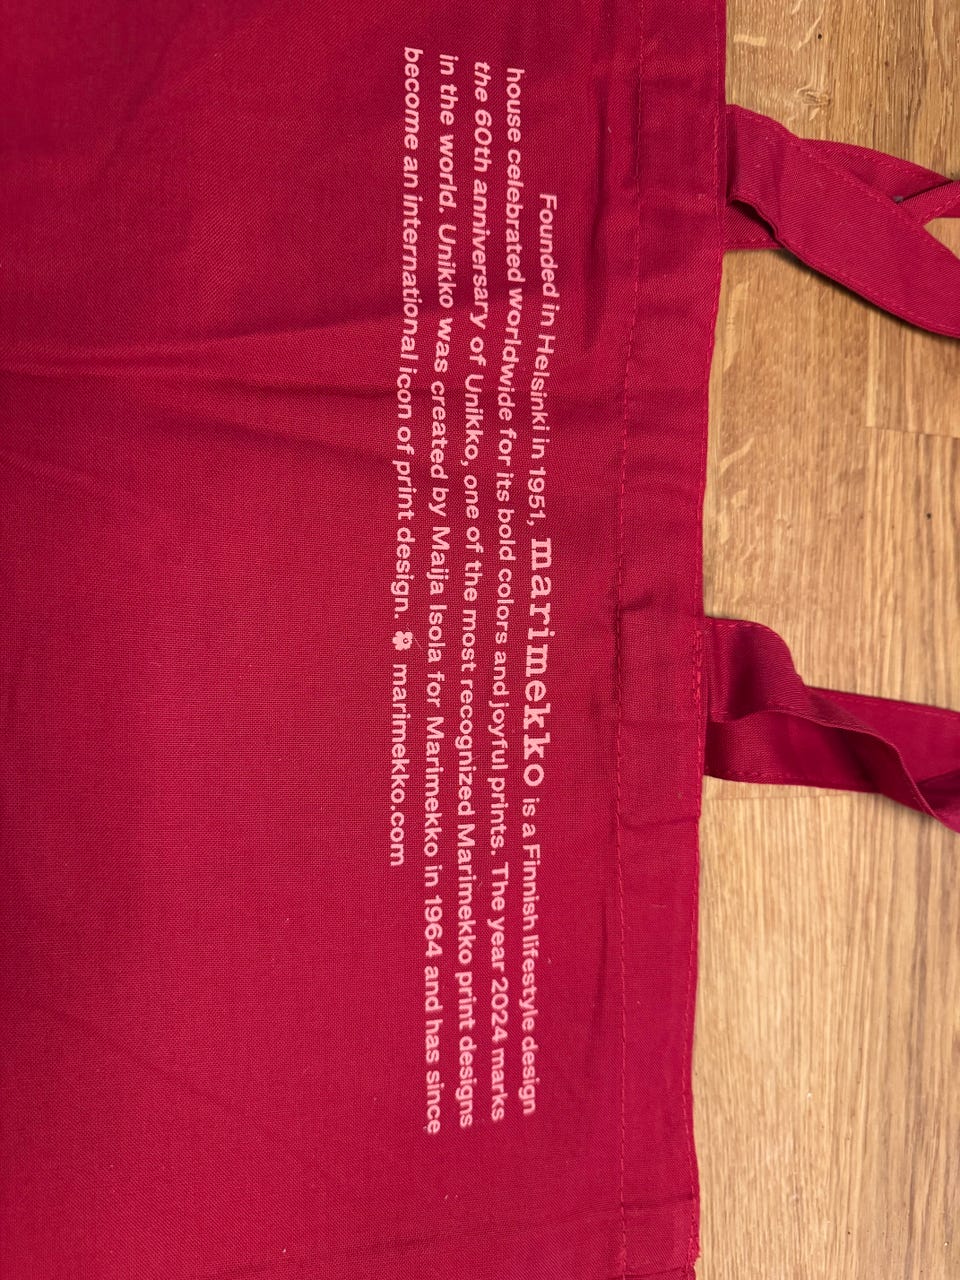 Founded in Helsinki in 1951, marimekko is a Finnish lifestyle design
house celebrated worldwide for its bold colors and joyful prints. The year 2024 marks
the 60th anniversary of Unikko, one of the most recognized Marimekko print designs
in the world. Unikko was created by Maija Isola for Marimekko in 1964 and has since
become an international icon of print design. marimekko.com